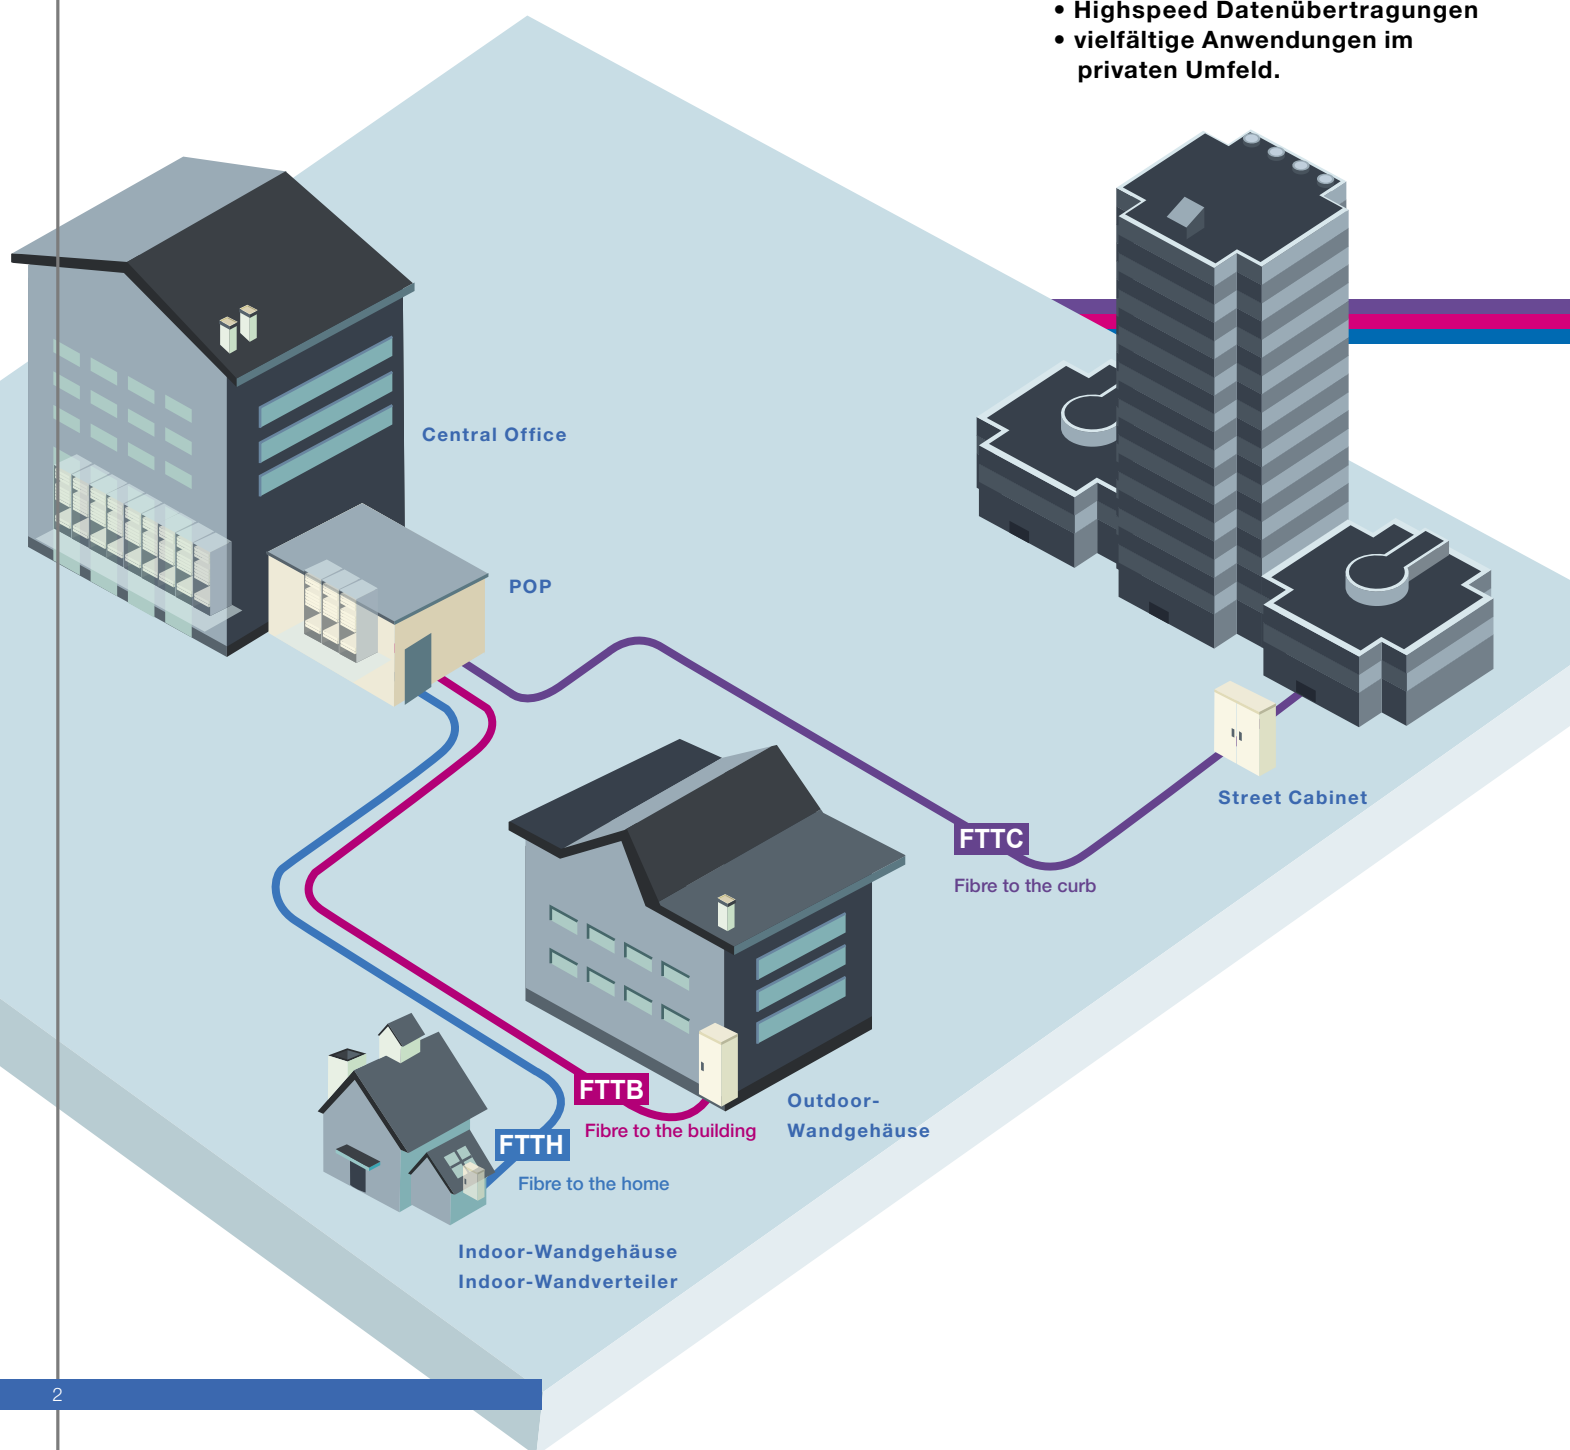 • Highspeed Datenübertragungen
• vielfältige Anwendungen im
privaten Umfeld.
Central Office
POP
Street Cabinet
FTTC
Fibre to the curb
FTTB
Fibre to the building
Outdoor-
Wandgehäuse
FTTH
Fibre to the home
Indoor-Wandgehäuse
Indoor-Wandverteiler
2